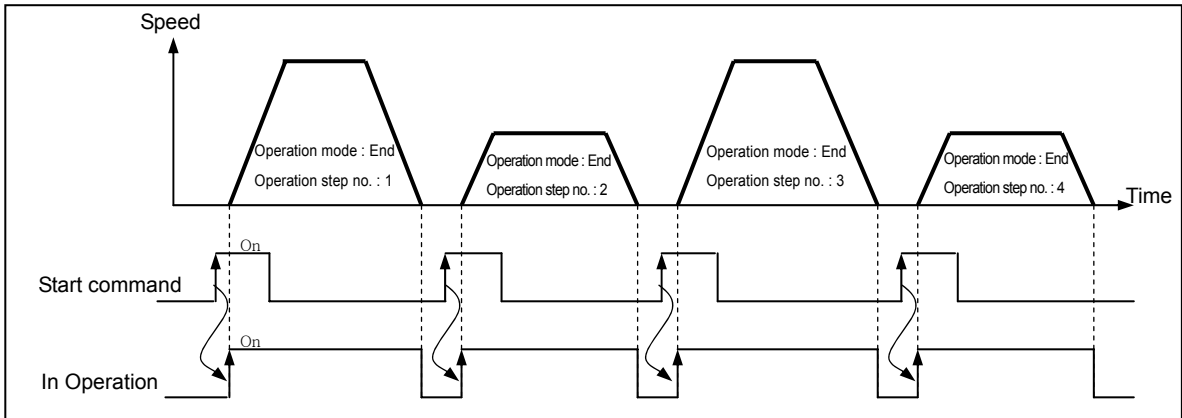 Speed
Operation mode : End
Operation step no. : 1
Operation mode : End
Operation step no. : 2
Operation mode : End
Operation step no. : 3
Operation mode : End
Operation step no. : 4
Time
On
Start command
On
In Operation